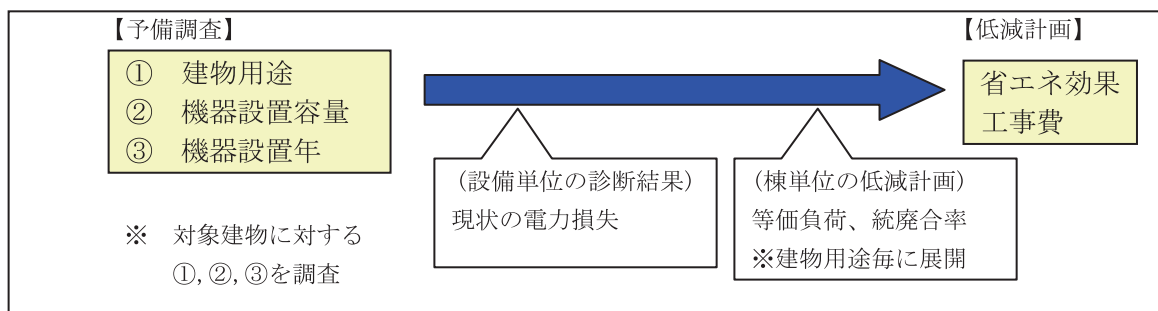 【予備調査】
① 建物用途
② 機器設置容量
③ 機器設置年
※ 対象建物に対する
①,②,③を調査
(設備単位の診断結果)
現状の電力損失
(棟単位の低減計画)
等価負荷、統廃合率
※建物用途毎に展開
【低減計画】
省エネ効果
工事費